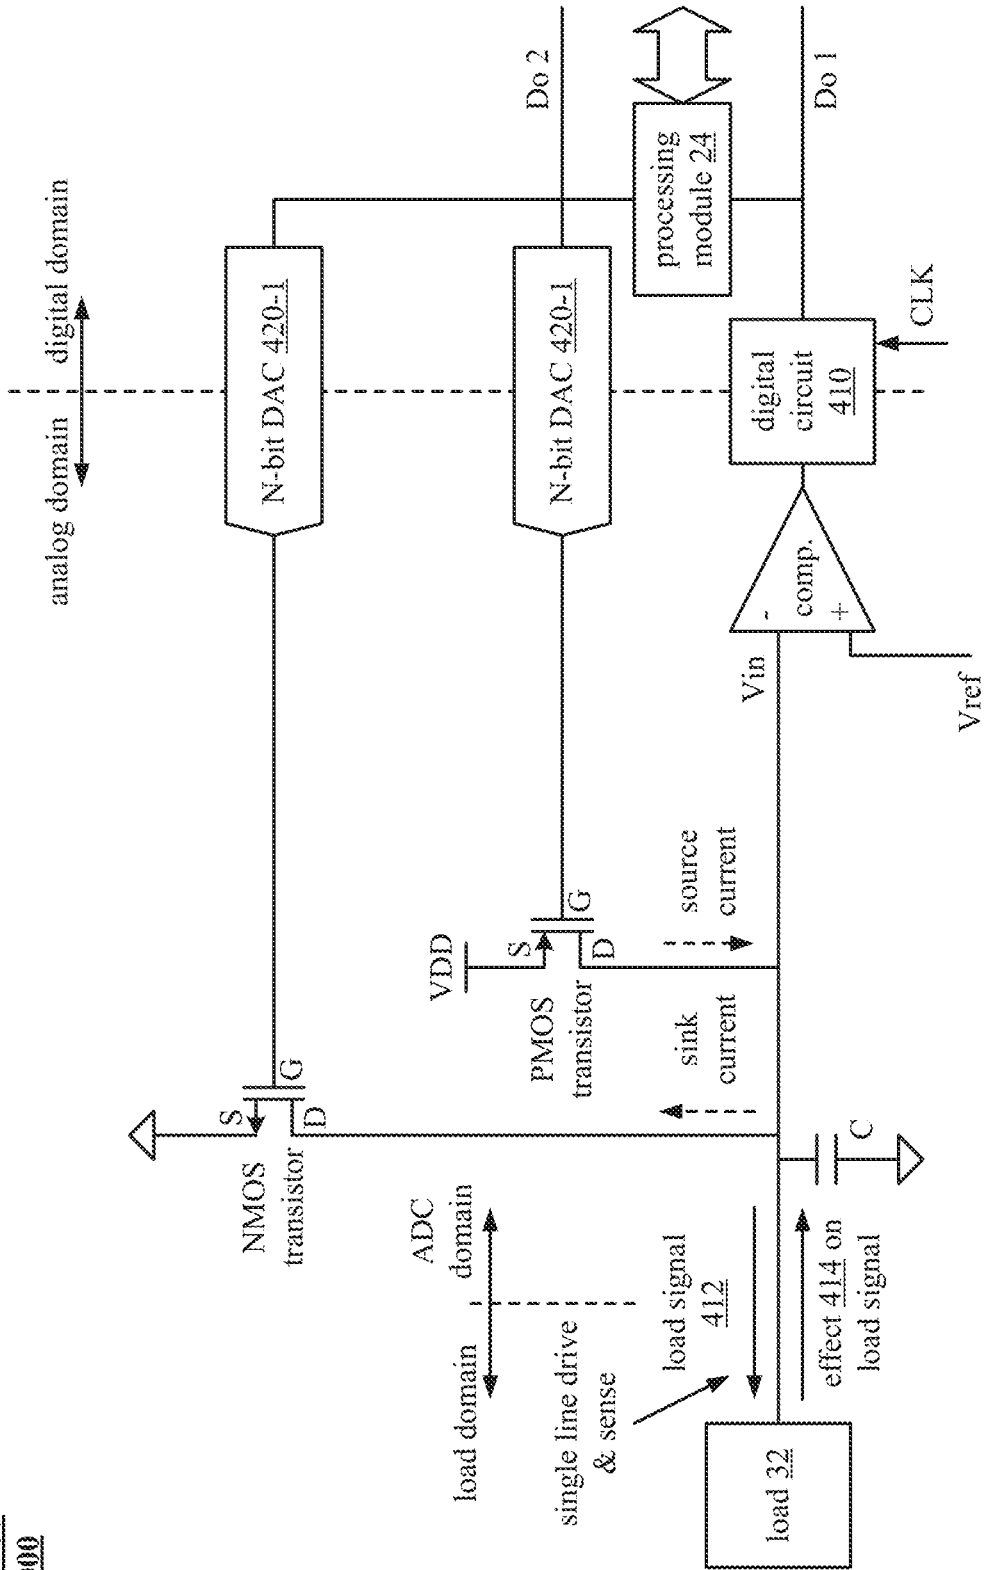 analog domain
digital domain
N-bit DAC 420-1
N-bit DAC 420-1
Do 2
processing
module 24
Do 1
digital
circuit
410
CLK
comp.
-
+
Vin
Vref
VDD
S
G
D
PMOS
transistor
source
current
sink
current
S
G
D
NMOS
transistor
C
load domain
ADC
domain
single line drive
& sense
load signal
412
effect 414 on
load signal
load 32